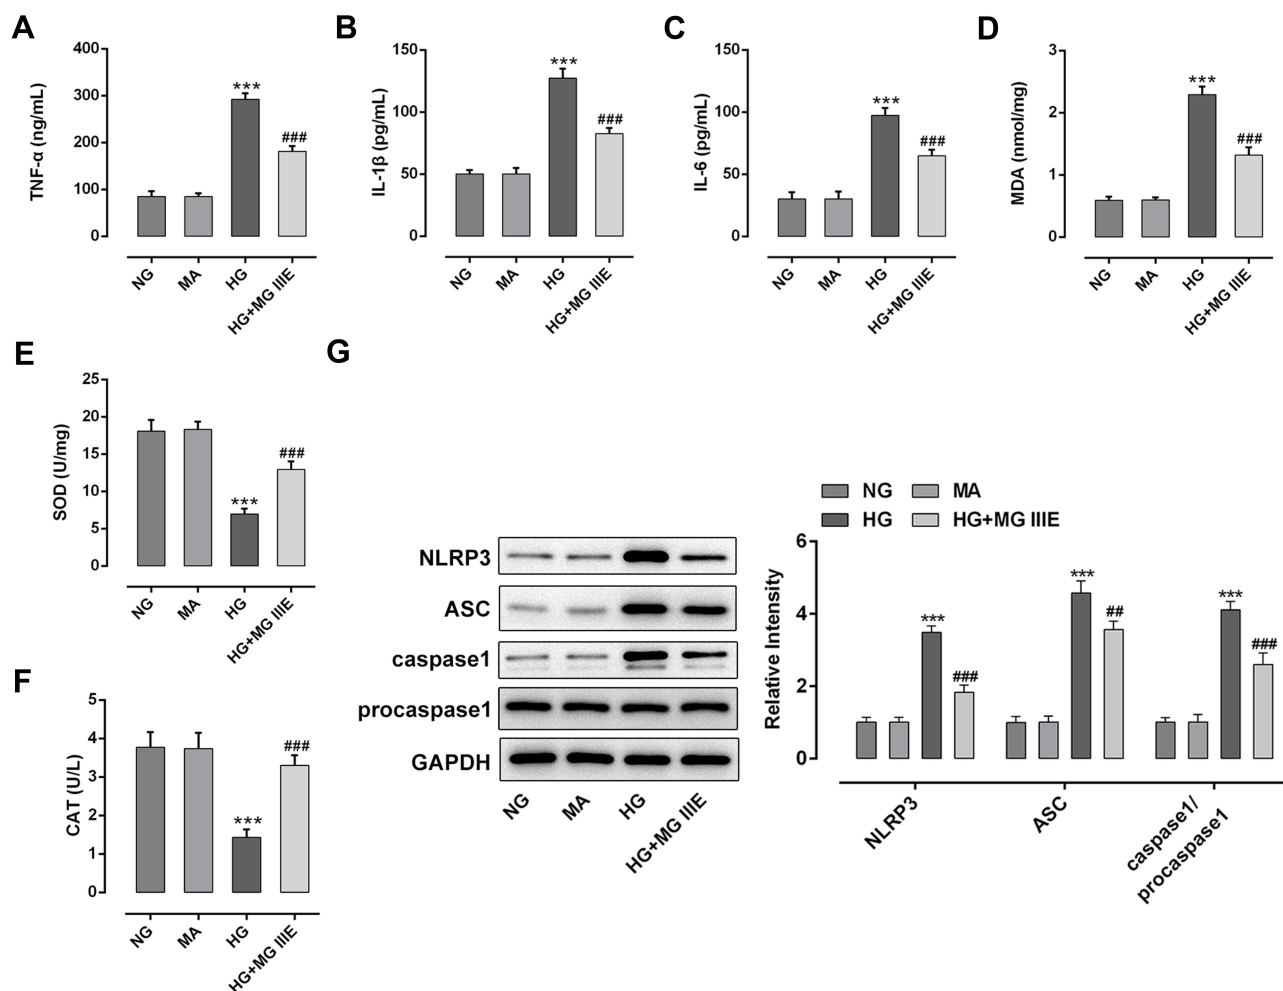 A
TNF-α (ng/mL)
400
300
200
100
0
***
###
NG
MA
HG
HG+MG IIIE
B
IL-1β (pg/mL)
150
100
50
0
***
###
NG
MA
HG
HG+MG IIIE
C
IL-6 (pg/mL)
150
100
50
0
***
###
NG
MA
HG
HG+MG IIIE
D
MDA (nmol/mg)
3
2
1
0
***
###
NG
MA
HG
HG+MG IIIE
E
SOD (U/mg)
25
20
15
10
5
0
***
###
NG
MA
HG
HG+MG IIIE
F
CAT (U/L)
5
4
3
2
1
0
***
###
NG
MA
HG
HG+MG IIIE
G
NLRP3
ASC
caspase1
procaspase1
GAPDH
NG
MA
HG
HG+MG IIIE
NG
MA
HG
HG+MG IIIE
Relative Intensity
6
4
2
0
***
###
***
##
***
###
NLRP3
ASC
caspase1/
procaspase1